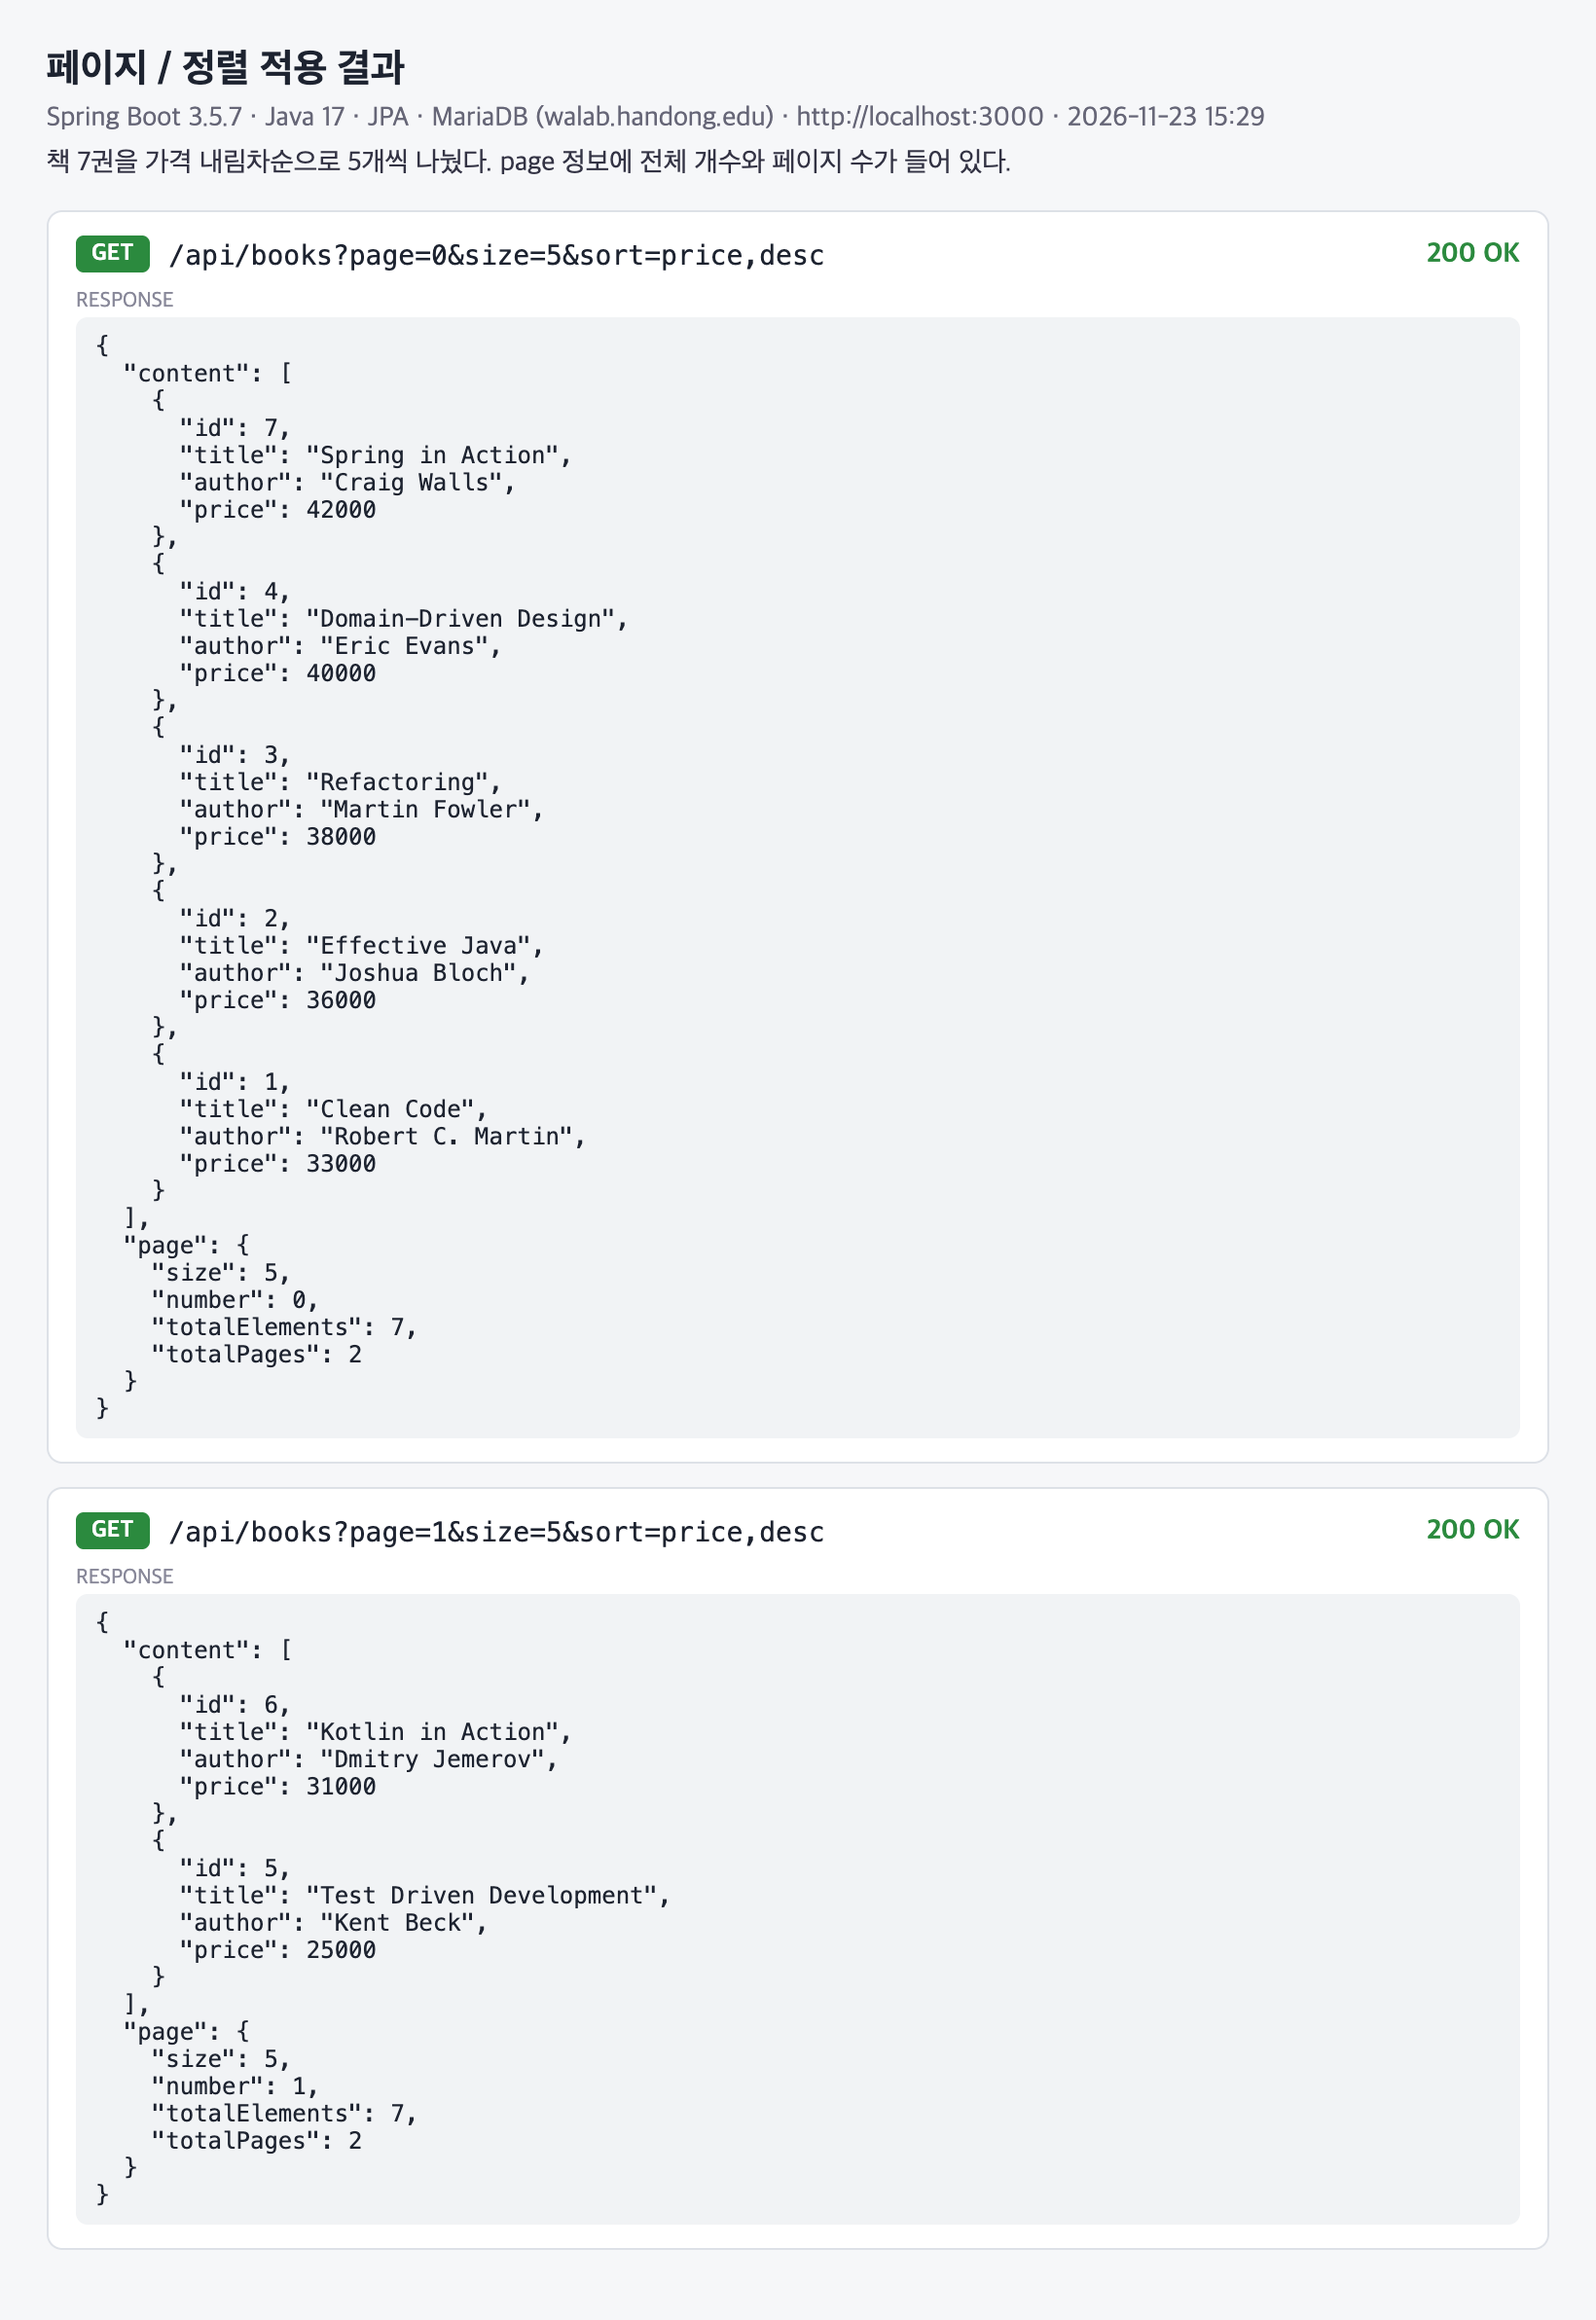 페이지 / 정렬 적용 결과
Spring Boot 3.5.7 · Java 17 · JPA · MariaDB (walab.handong.edu) · http://localhost:3000 · 2026-11-23 15:29
책 7권을 가격 내림차순으로 5개씩 나눴다. page 정보에 전체 개수와 페이지 수가 들어 있다.
GET /api/books?page=0&size=5&sort=price,desc 200 OK
RESPONSE
{
  "content": [
    {
      "id": 7,
      "title": "Spring in Action",
      "author": "Craig Walls",
      "price": 42000
    },
    {
      "id": 4,
      "title": "Domain-Driven Design",
      "author": "Eric Evans",
      "price": 40000
    },
    {
      "id": 3,
      "title": "Refactoring",
      "author": "Martin Fowler",
      "price": 38000
    },
    {
      "id": 2,
      "title": "Effective Java",
      "author": "Joshua Bloch",
      "price": 36000
    },
    {
      "id": 1,
      "title": "Clean Code",
      "author": "Robert C. Martin",
      "price": 33000
    }
  ],
  "page": {
    "size": 5,
    "number": 0,
    "totalElements": 7,
    "totalPages": 2
  }
}
GET /api/books?page=1&size=5&sort=price,desc 200 OK
RESPONSE
{
  "content": [
    {
      "id": 6,
      "title": "Kotlin in Action",
      "author": "Dmitry Jemerov",
      "price": 31000
    },
    {
      "id": 5,
      "title": "Test Driven Development",
      "author": "Kent Beck",
      "price": 25000
    }
  ],
  "page": {
    "size": 5,
    "number": 1,
    "totalElements": 7,
    "totalPages": 2
  }
}